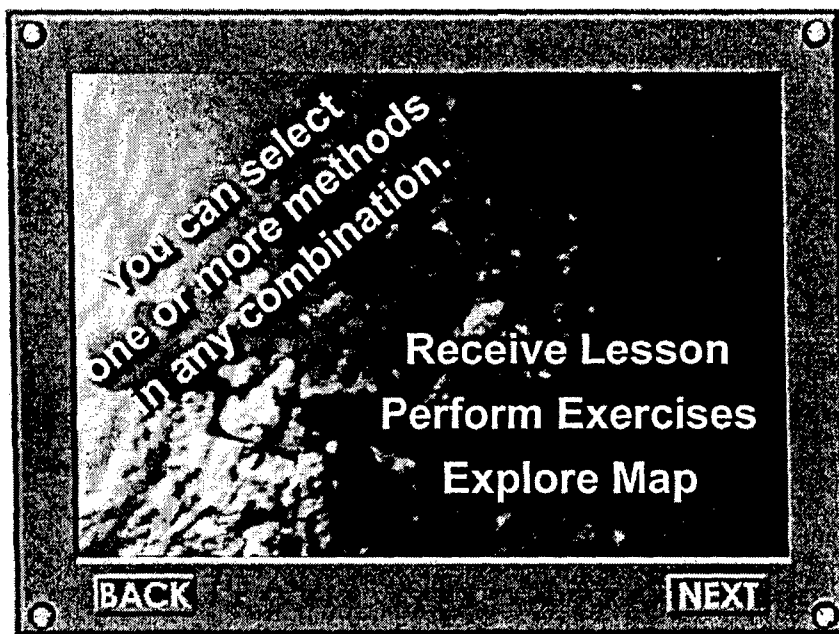 You can select
one or more methods
in any combination.
Receive Lesson
Perform Exercises
Explore Map
BACK
NEXT